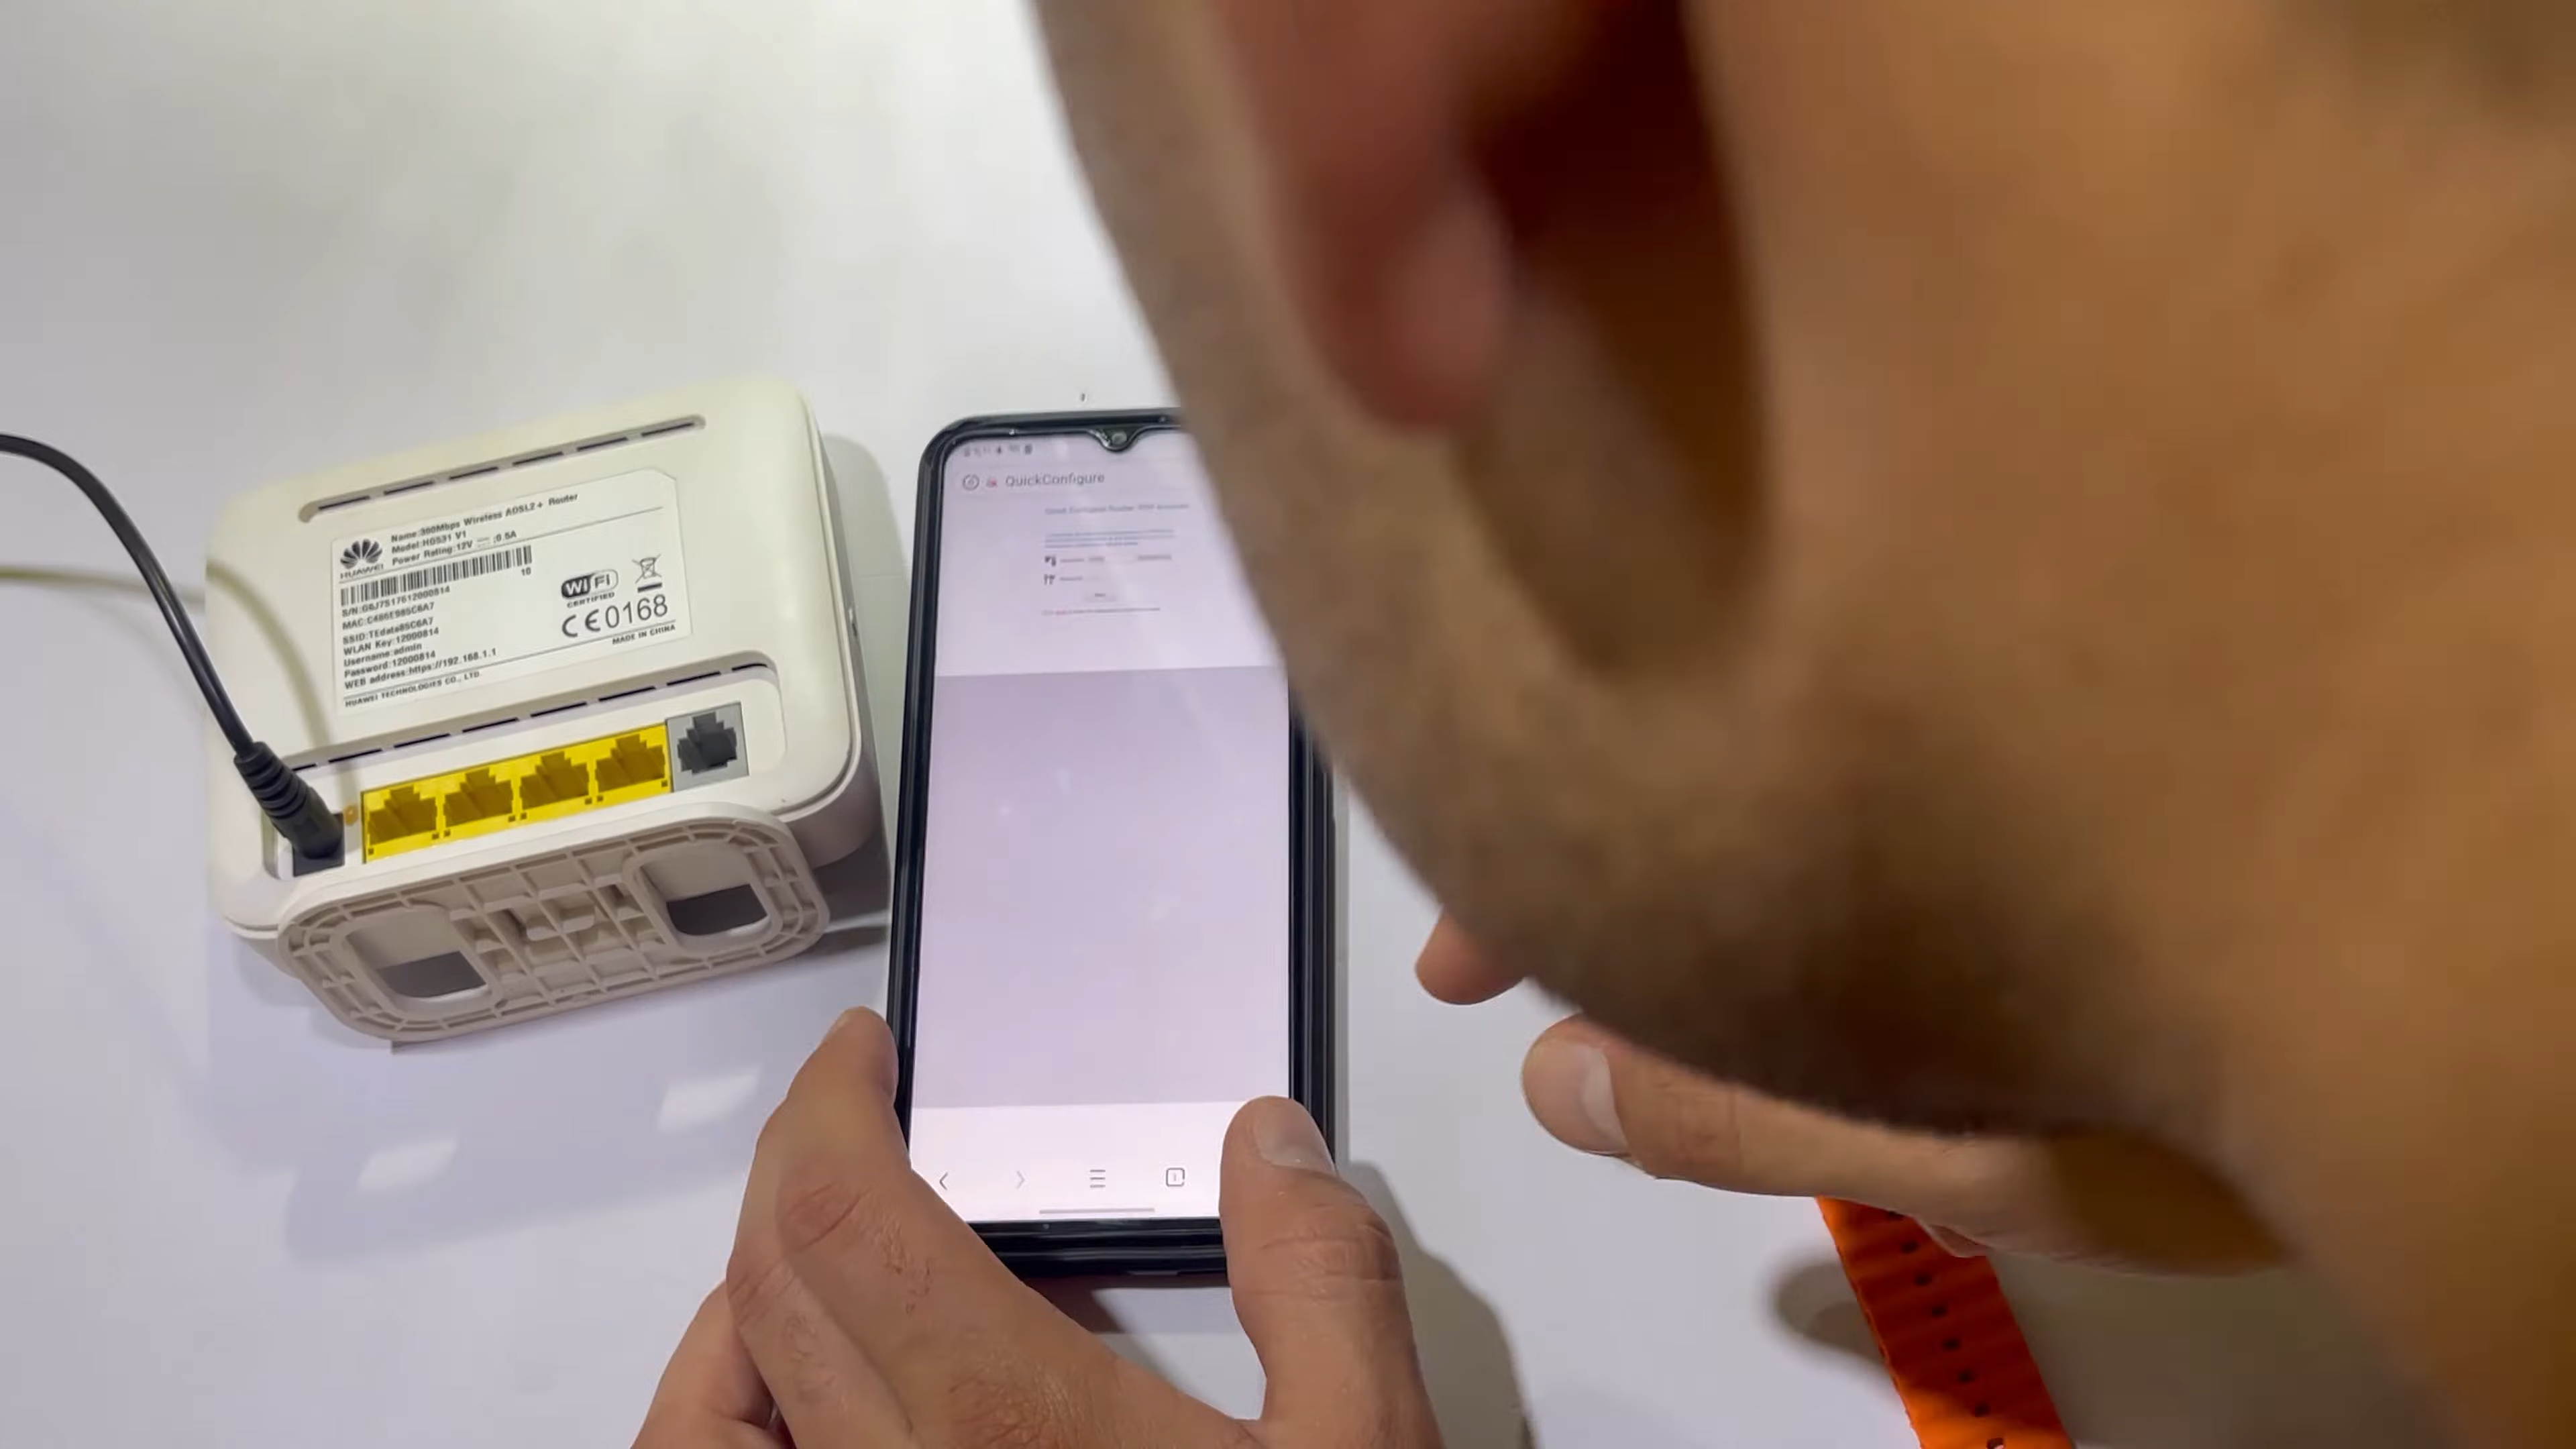 HUAWEI
Name:300Mbps Wireless ADSL2+ Router
Model:HG531 V1
Power Rating:12V ⎓ ;0.5A
10
S/N:G6J7S17612000814
MAC:C486E985C6A7
SSID:TEdata85C6A7
WLAN Key:12000814
Username:admin
Password:12000814
WEB address:https://192.168.1.1
HUAWEI TECHNOLOGIES CO., LTD.
Wi Fi
CERTIFIED
CE0168
MADE IN CHINA
QuickConfigure